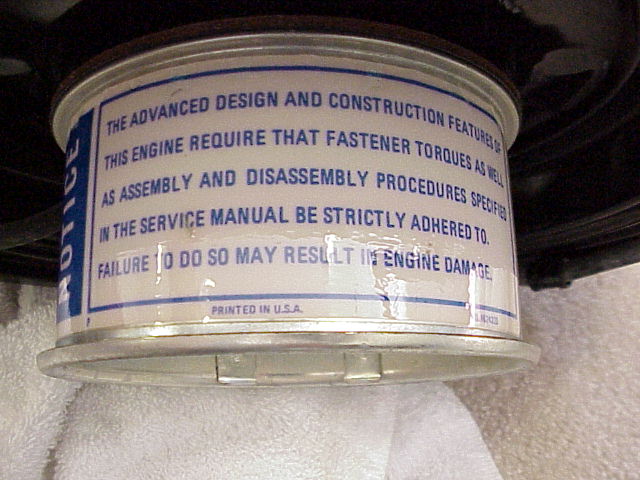 NOTICE
THE ADVANCED DESIGN AND CONSTRUCTION FEATURES OF
THIS ENGINE REQUIRE THAT FASTENER TORQUES AS WELL
AS ASSEMBLY AND DISASSEMBLY PROCEDURES SPECIFIED
IN THE SERVICE MANUAL BE STRICTLY ADHERED TO.
FAILURE TO DO SO MAY RESULT IN ENGINE DAMAGE.
PRINTED IN U.S.A.